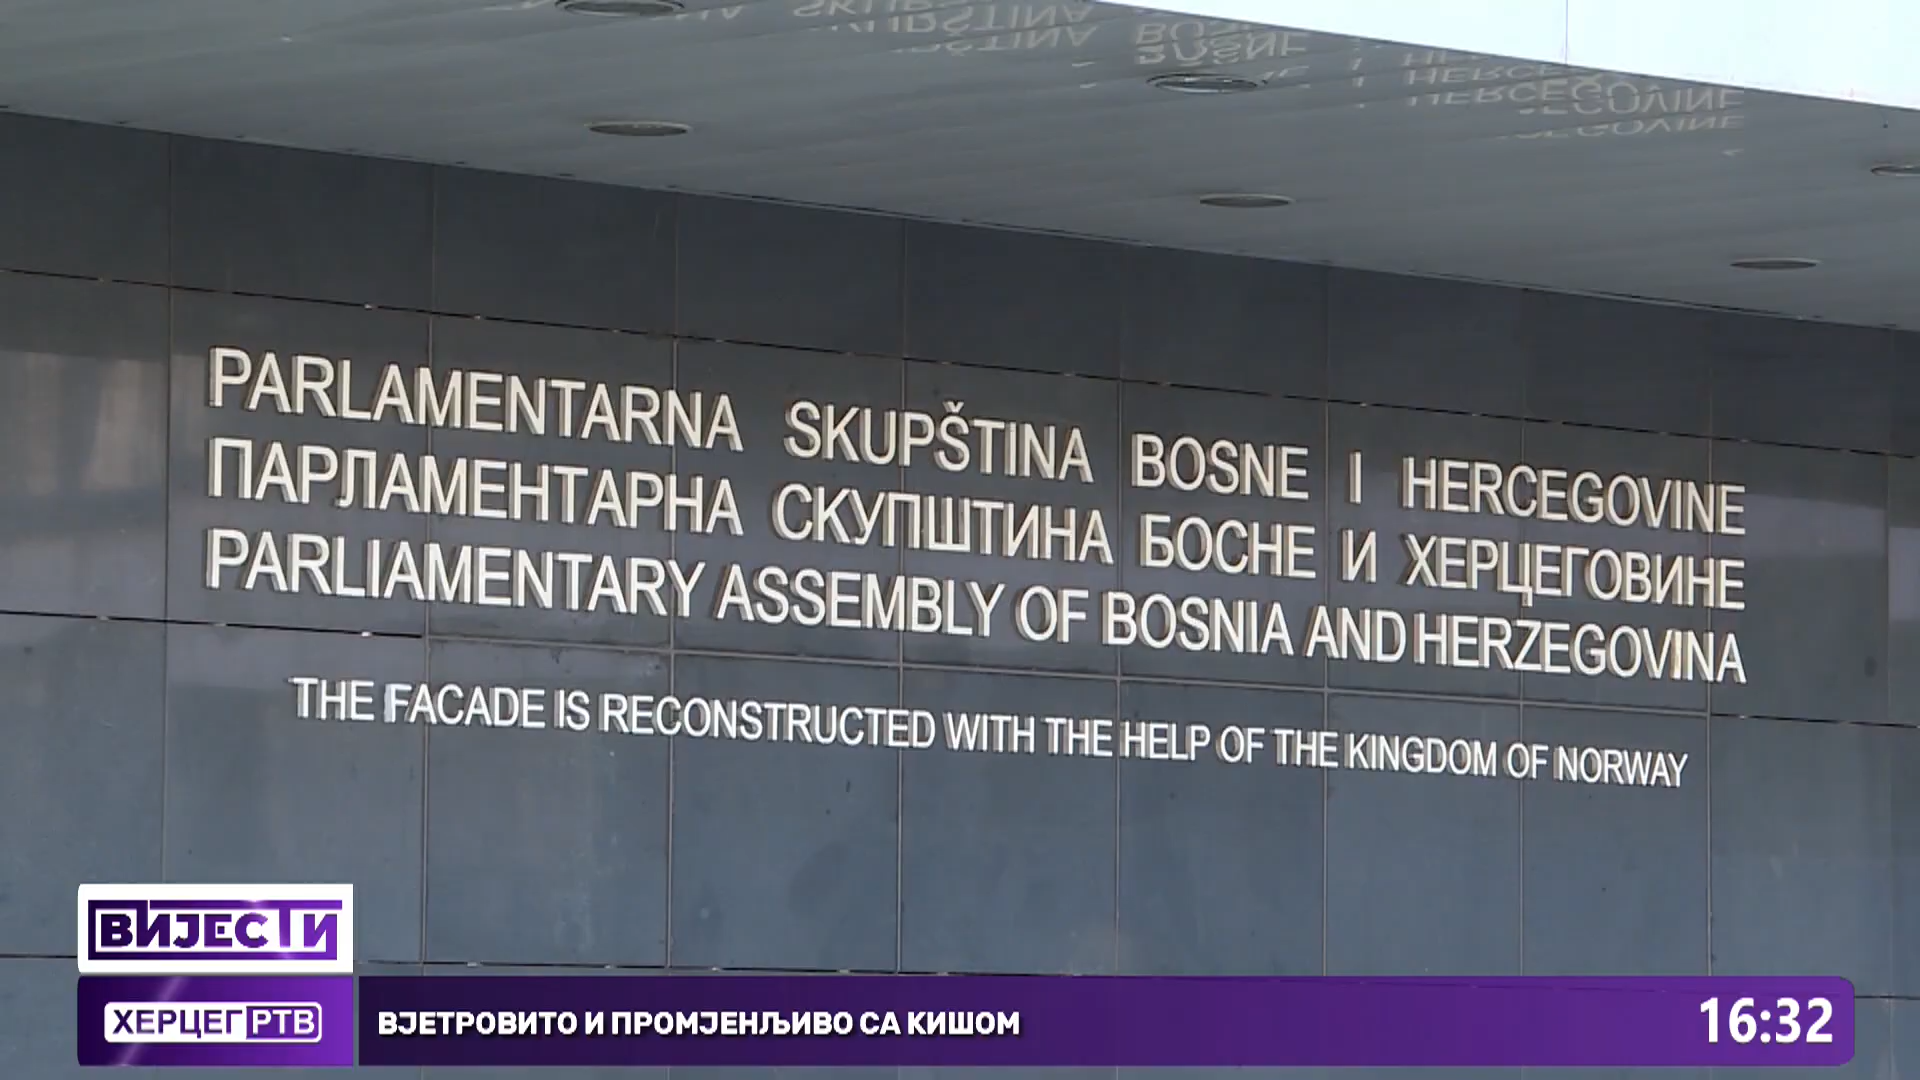 PARLAMENTARNA SKUPŠTINA BOSNE I HERCEGOVINE
ПАРЛАМЕНТАРНА СКУПШТИНА БОСНЕ И ХЕРЦЕГОВИНЕ
PARLIAMENTARY ASSEMBLY OF BOSNIA AND HERZEGOVINA
THE FACADE IS RECONSTRUCTED WITH THE HELP OF THE KINGDOM OF NORWAY
ВИЈЕСТИ
ХЕРЦЕГ РТВ
ВЈЕТРОВИТО И ПРОМЈЕНЉИВО СА КИШОМ
16:32